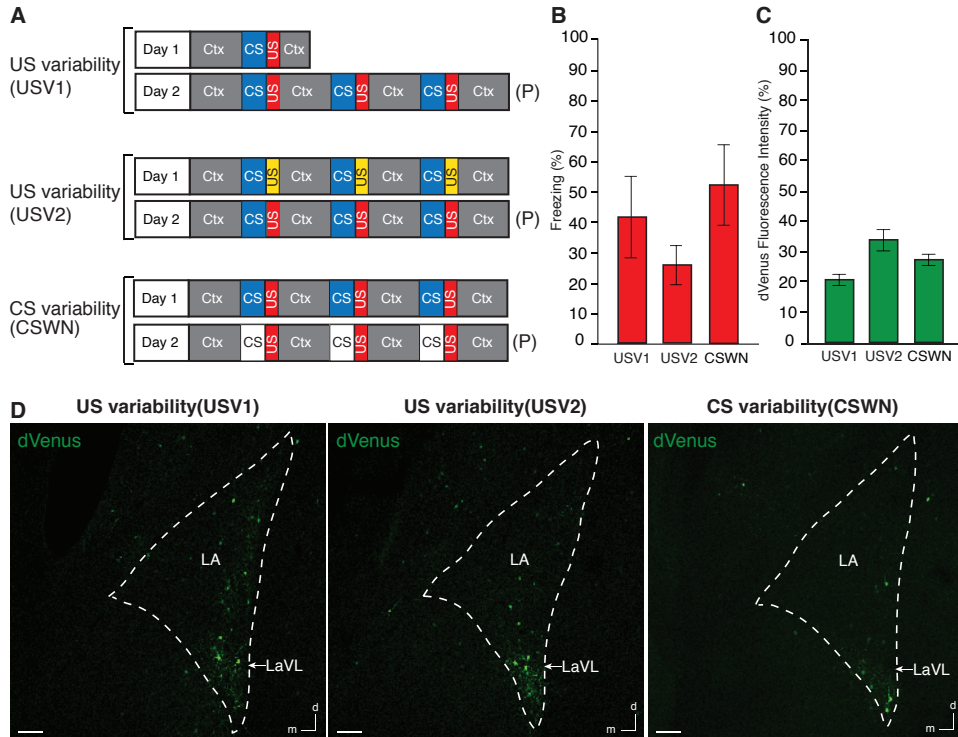 A
US variability
(USV1)
Day 1 Ctx CS US Ctx
Day 2 Ctx CS US Ctx CS US Ctx CS US Ctx (P)
US variability
(USV2)
Day 1 Ctx CS US Ctx CS US Ctx CS US Ctx
Day 2 Ctx CS US Ctx CS US Ctx CS US Ctx (P)
CS variability
(CSWN)
Day 1 Ctx CS US Ctx CS US Ctx CS US Ctx
Day 2 Ctx CS US Ctx CS US Ctx CS US Ctx (P)
B
Freezing (%)
100
90
80
70
60
50
40
30
20
10
0
USV1 USV2 CSWN
C
dVenus Fluorescence Intensity (%)
100
90
80
70
60
50
40
30
20
10
0
USV1 USV2 CSWN
D
US variability(USV1)
dVenus
LA
LaVL
d
m
US variability(USV2)
dVenus
LA
LaVL
d
m
CS variability(CSWN)
dVenus
LA
LaVL
d
m